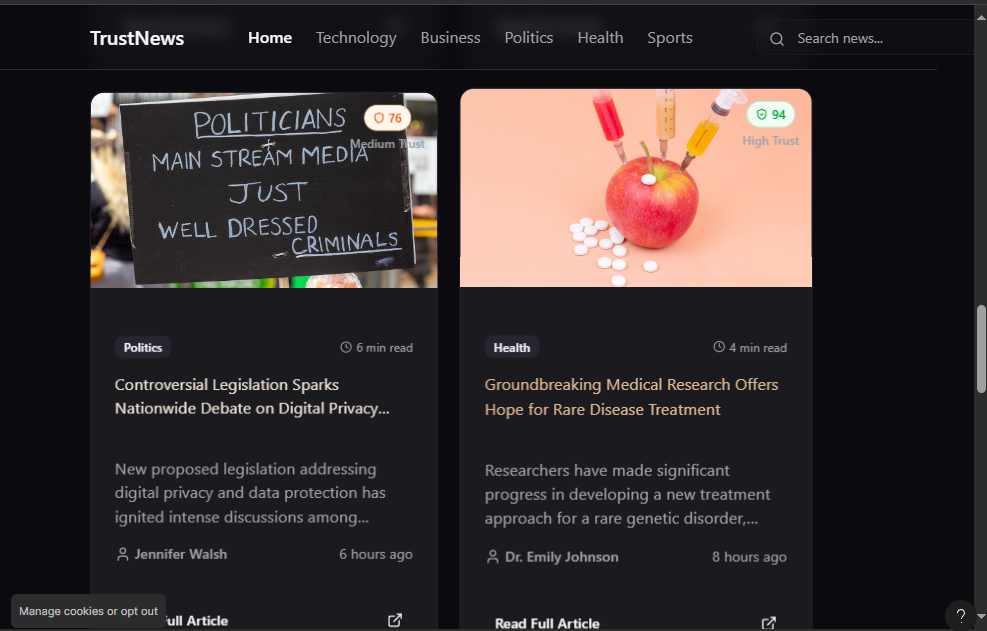 TrustNews
Home Technology Business Politics Health Sports
Search news...
POLITICIANS
MAIN STREAM MEDIA
JUST
WELL DRESSED
CRIMINALS
76
Medium Trust
94
High Trust
Politics
6 min read
Controversial Legislation Sparks
Nationwide Debate on Digital Privacy...
New proposed legislation addressing
digital privacy and data protection has
ignited intense discussions among...
Jennifer Walsh
6 hours ago
ull Article
Health
4 min read
Groundbreaking Medical Research Offers
Hope for Rare Disease Treatment
Researchers have made significant
progress in developing a new treatment
approach for a rare genetic disorder,...
Dr. Emily Johnson
8 hours ago
Read Full Article
Manage cookies or opt out
?